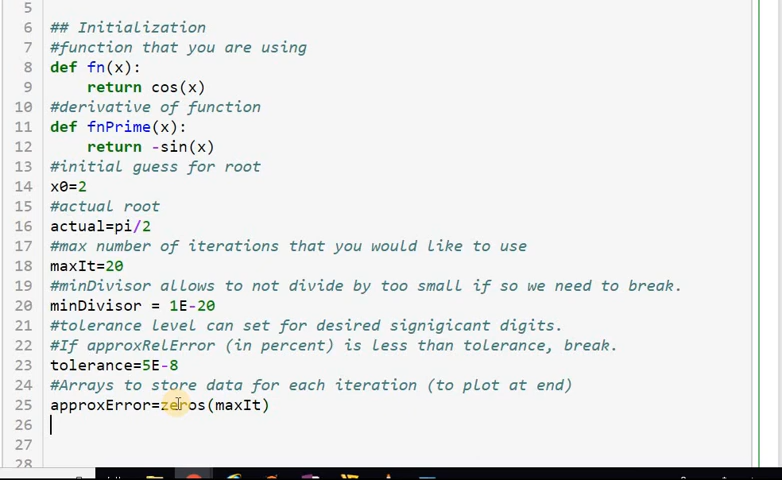 5
6 ## Initialization
7 #function that you are using
8 def fn(x):
9 return cos(x)
10 #derivative of function
11 def fnPrime(x):
12 return -sin(x)
13 #initial guess for root
14 x0=2
15 #actual root
16 actual=pi/2
17 #max number of iterations that you would like to use
18 maxIt=20
19 #minDivisor allows to not divide by too small if so we need to break.
20 minDivisor = 1E-20
21 #tolerance level can set for desired signigicant digits.
22 #If approxRelError (in percent) is less than tolerance, break.
23 tolerance=5E-8
24 #Arrays to store data for each iteration (to plot at end)
25 approxError=zeros(maxIt)
26
27
28